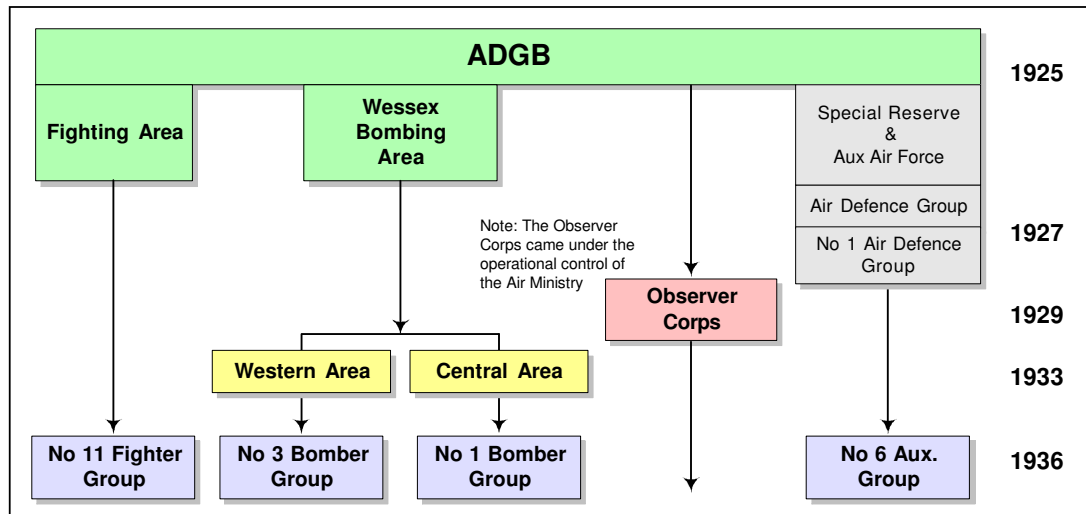 ADGB
1925
Fighting Area
Wessex
Bombing
Area
Special Reserve
&
Aux Air Force
Air Defence Group
1927
No 1 Air Defence
Group
Note: The Observer
Corps came under the
operational control of
the Air Ministry
Observer
Corps
1929
Western Area
Central Area
1933
No 11 Fighter
Group
No 3 Bomber
Group
No 1 Bomber
Group
No 6 Aux.
Group
1936